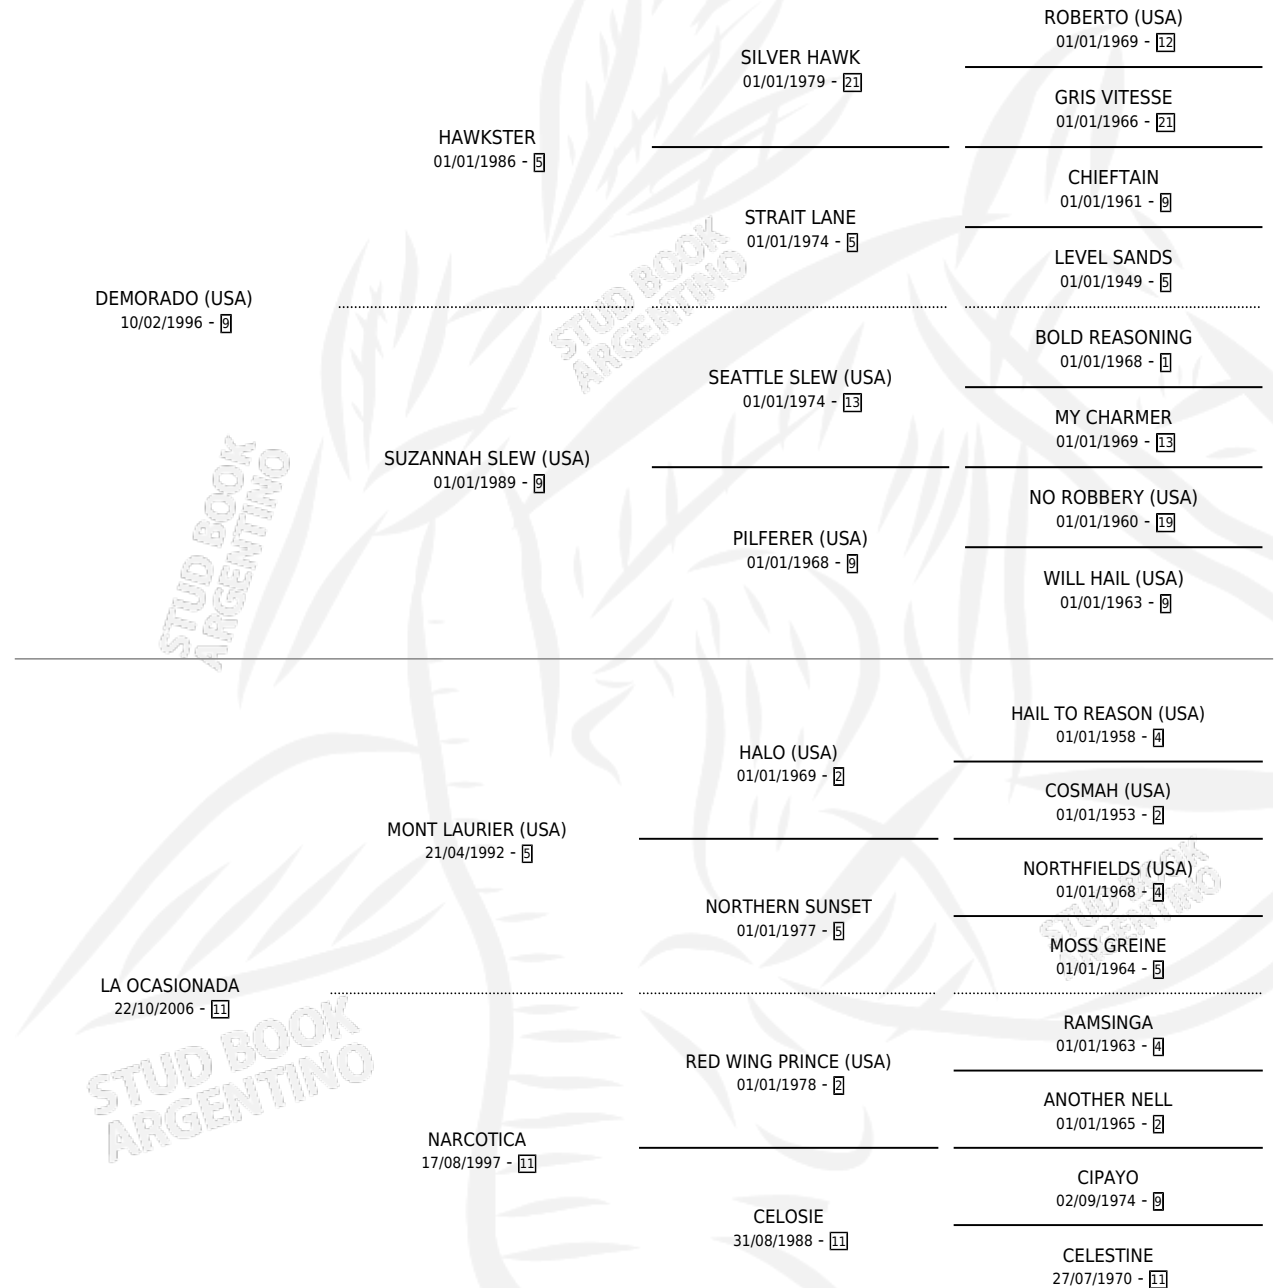 ROBERTO (USA)
01/01/1969 - 12
SILVER HAWK
01/01/1979 - 21
GRIS VITESSE
01/01/1966 - 21
HAWKSTER
01/01/1986 - 5
CHIEFTAIN
01/01/1961 - 9
STRAIT LANE
01/01/1974 - 5
LEVEL SANDS
01/01/1949 - 5
DEMORADO (USA)
10/02/1996 - 9
STUD BOOK
ARGENTINO
BOLD REASONING
01/01/1968 - 1
SEATTLE SLEW (USA)
01/01/1974 - 13
MY CHARMER
01/01/1969 - 13
SUZANNAH SLEW (USA)
01/01/1989 - 9
NO ROBBERY (USA)
01/01/1960 - 19
PILFERER (USA)
01/01/1968 - 9
WILL HAIL (USA)
01/01/1963 - 9
STUD BOOK
ARGENTINO
HAIL TO REASON (USA)
01/01/1958 - 4
HALO (USA)
01/01/1969 - 2
COSMAH (USA)
01/01/1953 - 2
MONT LAURIER (USA)
21/04/1992 - 5
NORTHFIELDS (USA)
01/01/1968 - 4
NORTHERN SUNSET
01/01/1977 - 5
STUD BOOK
ARGENTINO
MOSS GREINE
01/01/1964 - 5
LA OCASIONADA
22/10/2006 - 11
RAMSINGA
01/01/1963 - 4
STUD BOOK
ARGENTINO
RED WING PRINCE (USA)
01/01/1978 - 2
ANOTHER NELL
01/01/1965 - 2
NARCOTICA
17/08/1997 - 11
CIPAYO
02/09/1974 - 9
CELOSIE
31/08/1988 - 11
CELESTINE
27/07/1970 - 11